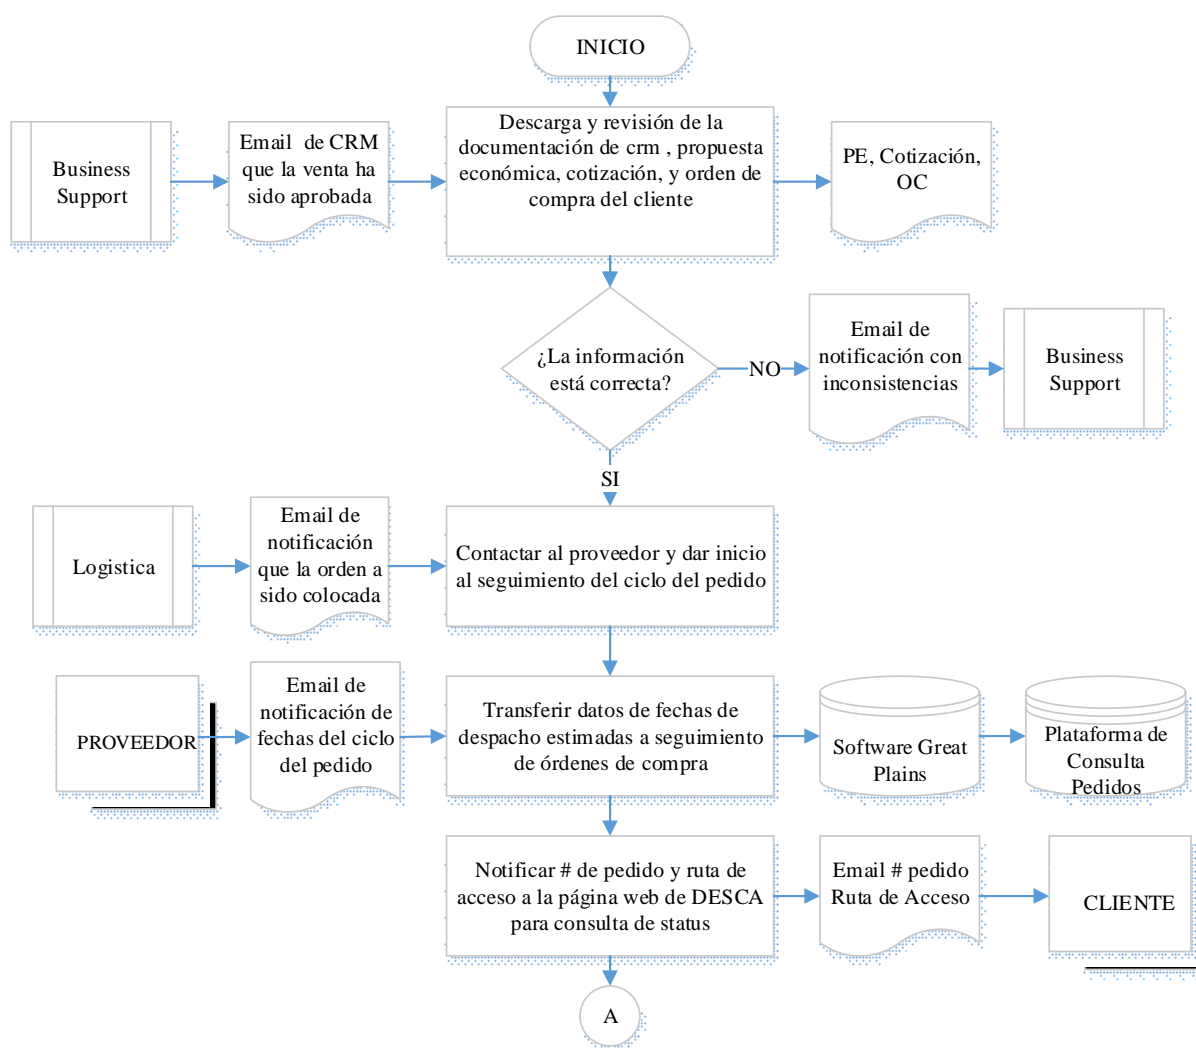 INICIO
Business
Support
Email de CRM
que la venta ha
sido aprobada
Descarga y revisión de la
documentación de crm , propuesta
económica, cotización, y orden de
compra del cliente
PE, Cotización,
OC
¿La información
está correcta?
NO
Email de
notificación con
inconsistencias
Business
Support
SI
Logistica
Email de
notificación
que la orden a
sido colocada
Contactar al proveedor y dar inicio
al seguimiento del ciclo del pedido
PROVEEDOR
Email de
notificación de
fechas del ciclo
del pedido
Transferir datos de fechas de
despacho estimadas a seguimiento
de órdenes de compra
Software Great
Plains
Plataforma de
Consulta
Pedidos
Notificar # de pedido y ruta de
acceso a la página web de DESCA
para consulta de status
Email # pedido
Ruta de Acceso
CLIENTE
A